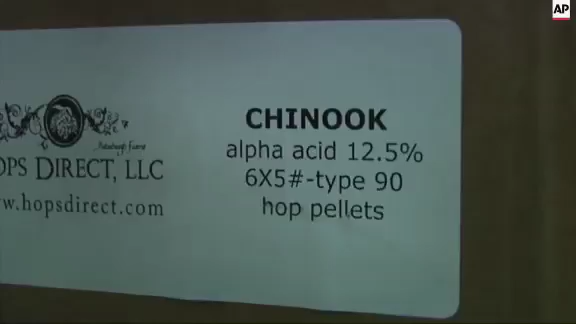 AP
CHINOOK
alpha acid 12.5%
6X5#-type 90
hop pellets
OPS DIRECT, LLC
w.hopsdirect.com